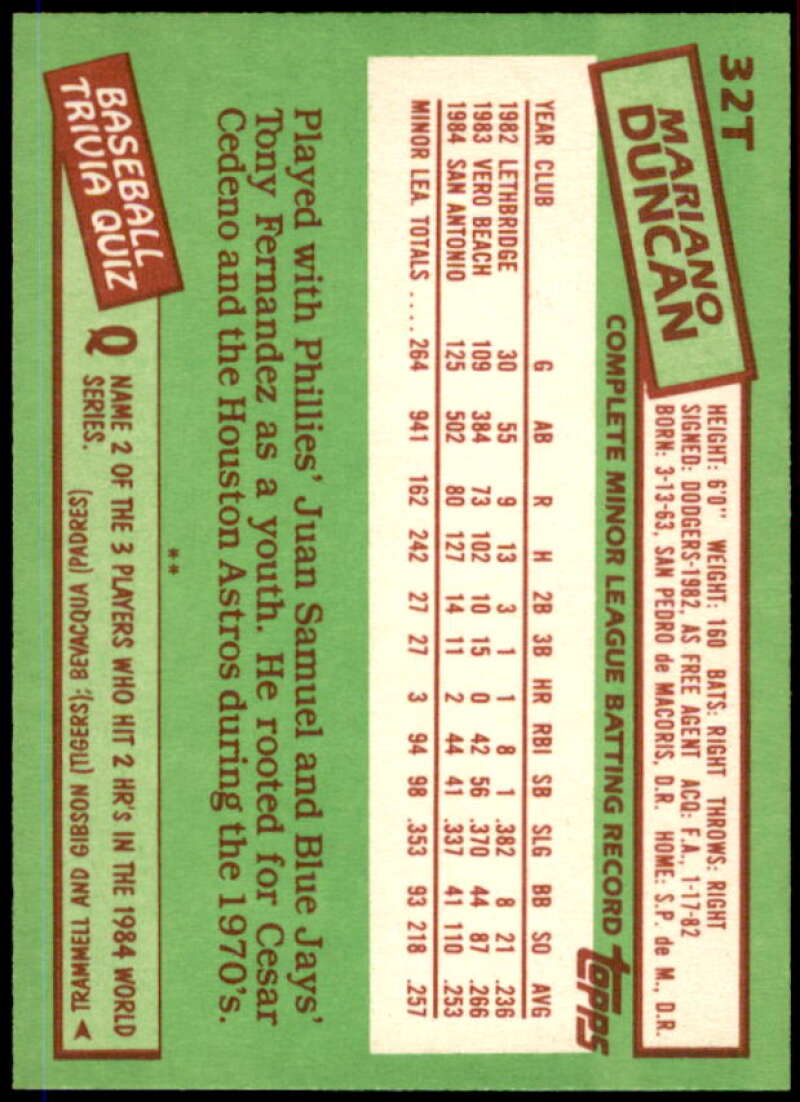 32T
MARIANO
DUNCAN
HEIGHT: 6'0" WEIGHT: 160 BATS: RIGHT THROWS: RIGHT
SIGNED: DODGERS-1982, AS FREE AGENT ACQ: F.A., 1-17-82
BORN: 3-13-63, SAN PEDRO de MACORIS, D.R. HOME: S.P. de M., D.R.
COMPLETE MINOR LEAGUE BATTING RECORD topps
YEAR CLUB G AB R H 2B 3B HR RBI SB SLG BB SO AVG
1982 LETHBRIDGE 30 55 9 13 3 1 1 8 1 .382 8 21 .236
1983 VERO BEACH 109 384 73 102 10 15 0 42 56 .370 44 87 .266
1984 SAN ANTONIO 125 502 80 127 14 11 2 44 41 .337 41 110 .253
MINOR LEA. TOTALS .... 264 941 162 242 27 27 3 94 98 .353 93 218 .257
Played with Phillies' Juan Samuel and Blue Jays'
Tony Fernandez as a youth. He rooted for Cesar
Cedeno and the Houston Astros during the 1970's.
**
BASEBALL
TRIVIA QUIZ
Q NAME 2 OF THE 3 PLAYERS WHO HIT 2 HR'S IN THE 1984 WORLD
SERIES.
TRAMMELL AND GIBSON (TIGERS); BEVACQUA (PADRES)